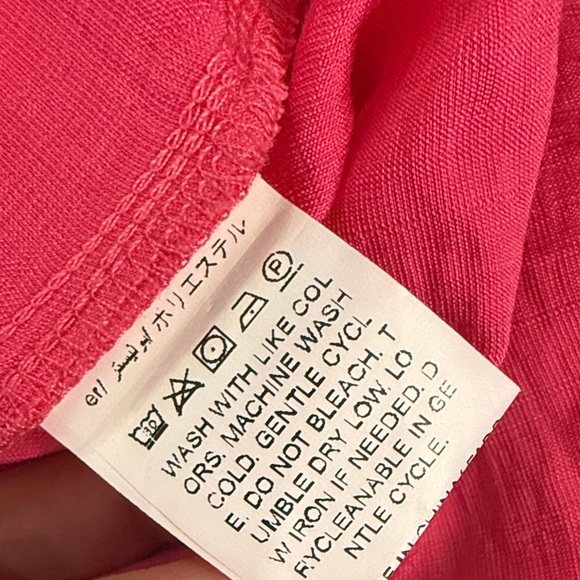 er/ بوليستر ポリエステル
30 P
WASH WITH LIKE COL
ORS. MACHINE WASH
COLD. GENTLE CYCL
E. DO NOT BLEACH. T
UMBLE DRY LOW. LO
W IRON IF NEEDED. D
RYCLEANABLE IN GE
NTLE CYCLE.